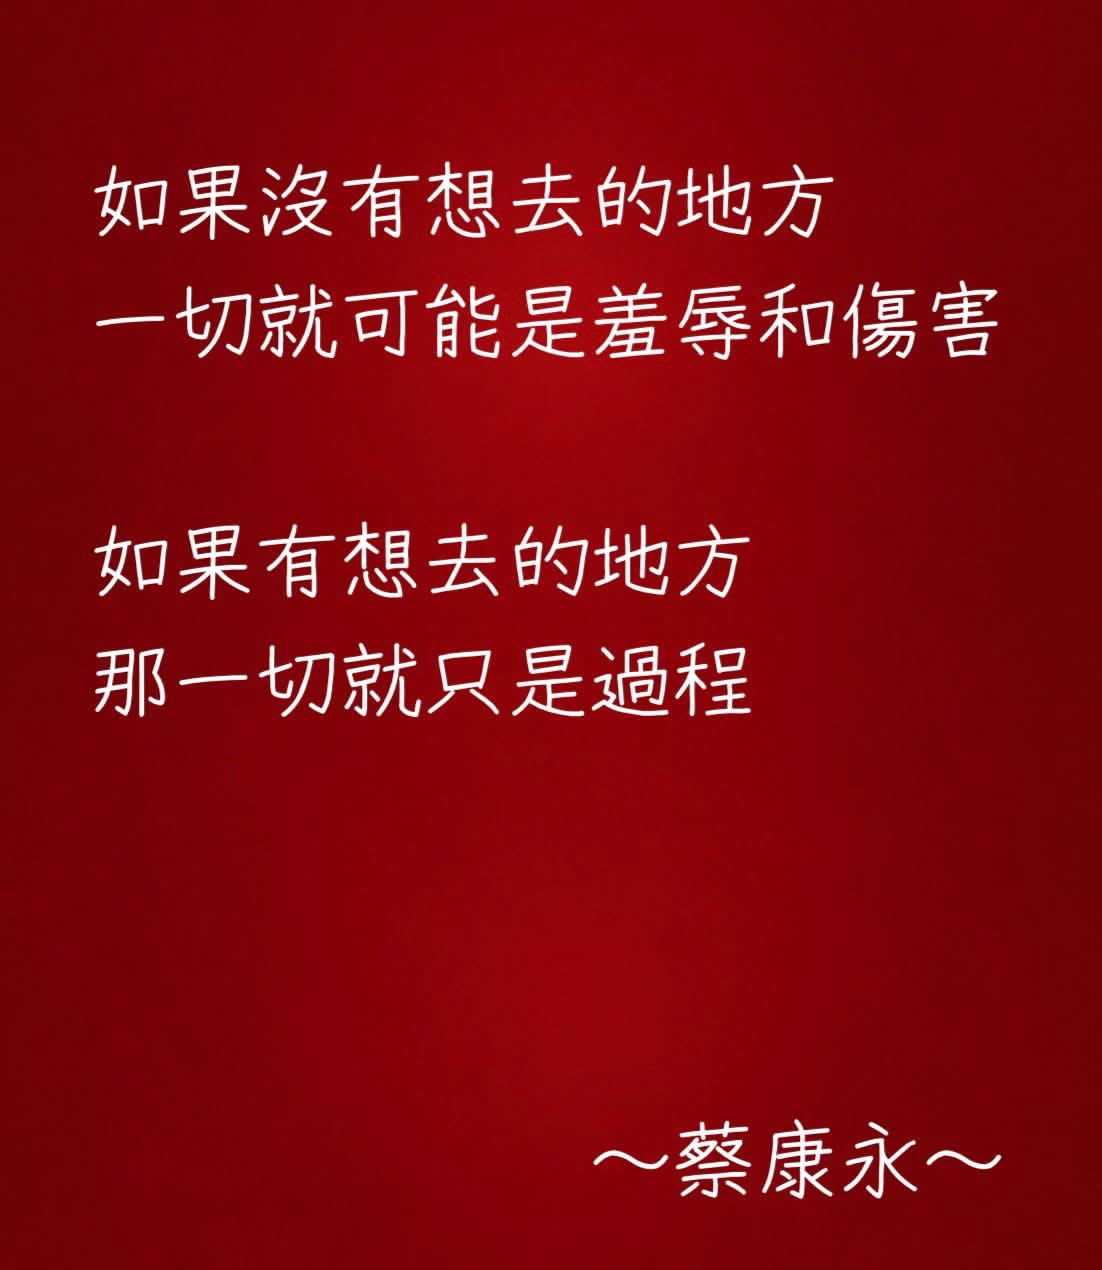 如果沒有想去的地方
一切就可能是羞辱和傷害
如果有想去的地方
那一切就只是過程
～蔡康永～